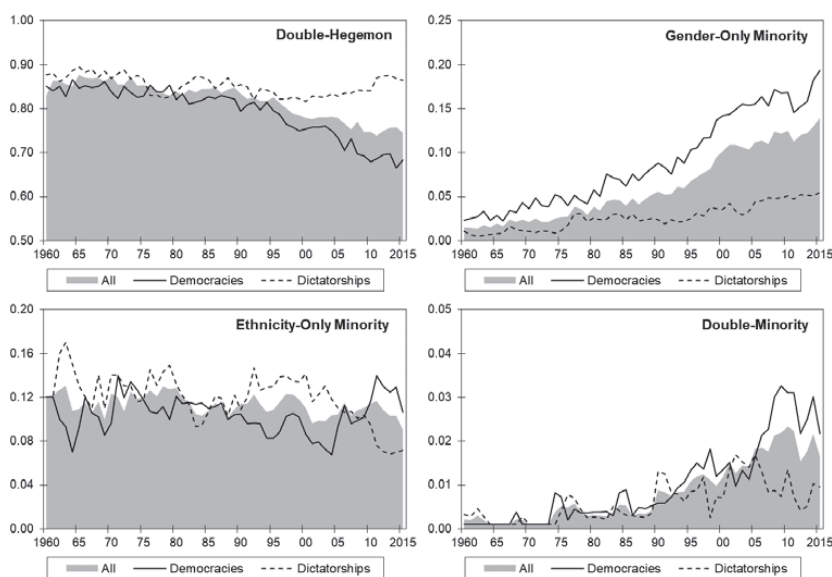 Double-Hegemon
1.00
0.90
0.80
0.70
0.60
0.50
1960 65 70 75 80 85 90 95 00 05 10 2015
All Democracies Dictatorships
Gender-Only Minority
0.25
0.20
0.15
0.10
0.05
0.00
1960 65 70 75 80 85 90 95 00 05 10 2015
All Democracies Dictatorships
Ethnicity-Only Minority
0.20
0.16
0.12
0.08
0.04
0.00
1960 65 70 75 80 85 90 95 00 05 10 2015
All Democracies Dictatorships
Double-Minority
0.05
0.04
0.03
0.02
0.01
0.00
1960 65 70 75 80 85 90 95 00 05 10 2015
All Democracies Dictatorships